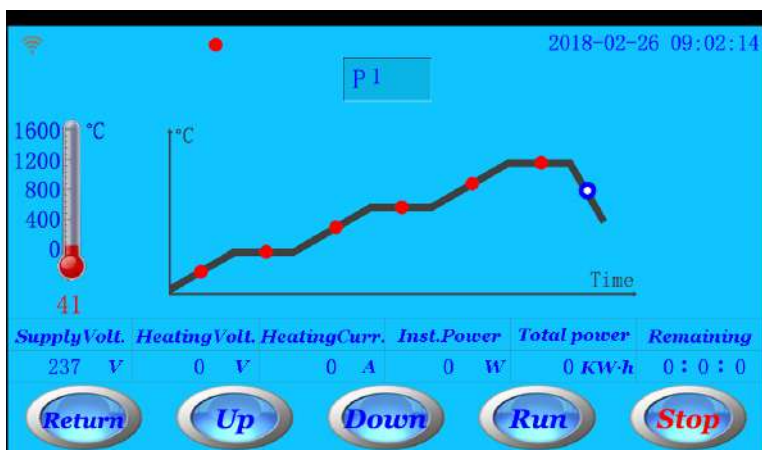 2018-02-26 09:02:14
P1
1600 °C
1200
800
400
0
41
°C
Time
SupplyVolt. HeatingVolt. HeatingCurr. Inst.Power Total power Remaining
237 V 0 V 0 A 0 W 0 KW·h 0:0:0
Return Up Down Run Stop